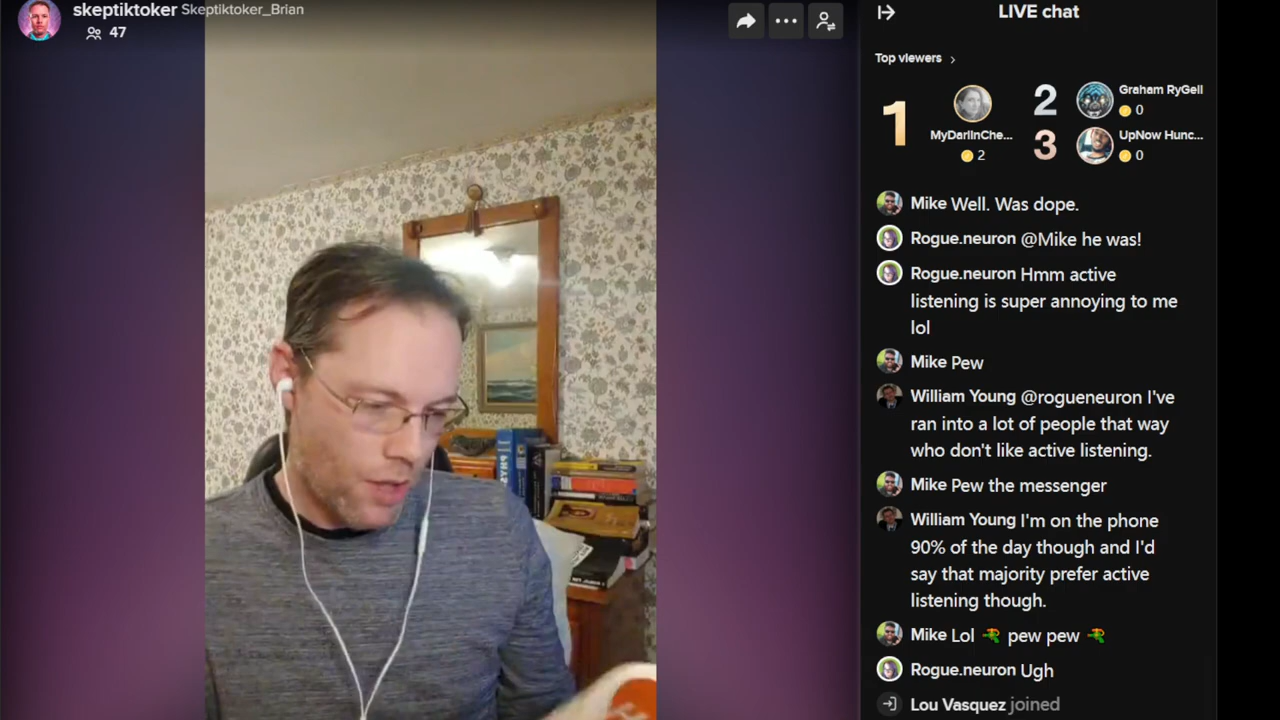 skeptiktoker Skeptiktoker_Brian
47
LIVE chat
Top viewers
1
MyDarlinChe...
2
2
Graham RyGell
0
3
UpNow Hunc...
0
Mike Well. Was dope.
Rogue.neuron @Mike he was!
Rogue.neuron Hmm active
listening is super annoying to me
lol
Mike Pew
William Young @rogueneuron I've
ran into a lot of people that way
who don't like active listening.
Mike Pew the messenger
William Young I'm on the phone
90% of the day though and I'd
say that majority prefer active
listening though.
Mike Lol 🔫 pew pew 🔫
Rogue.neuron Ugh
Lou Vasquez joined